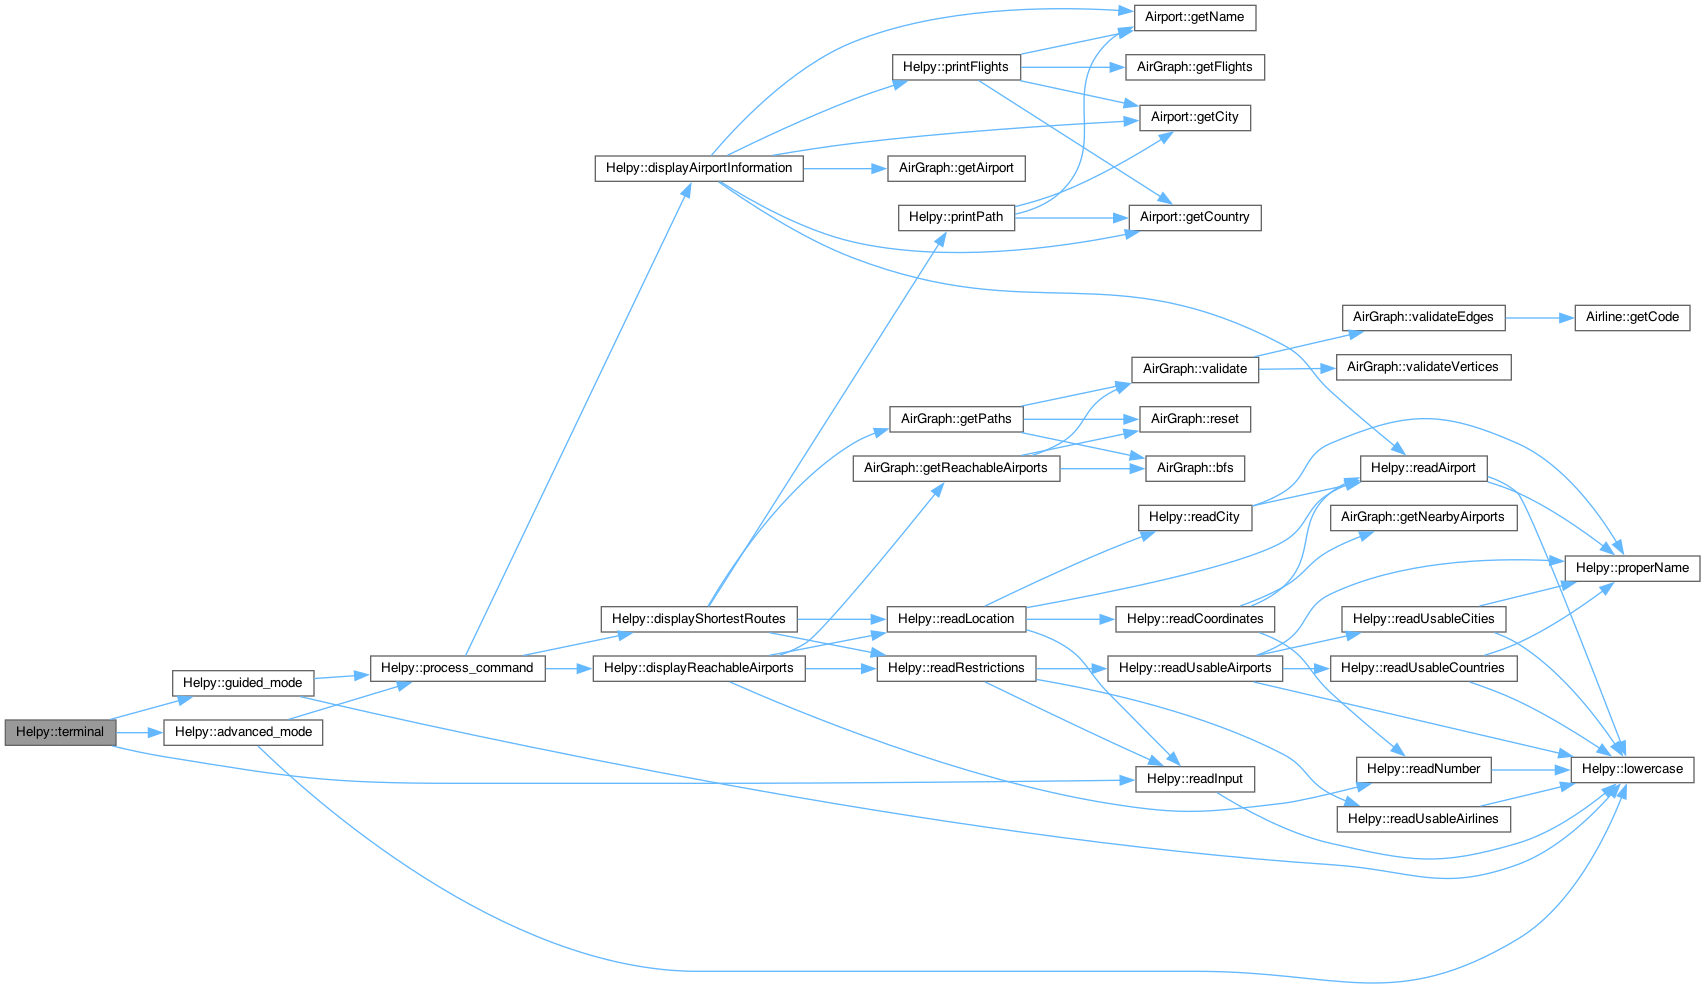 Airport::getName
Helpy::printFlights
AirGraph::getFlights
Airport::getCity
Helpy::displayAirportInformation
AirGraph::getAirport
Helpy::printPath
Airport::getCountry
AirGraph::validateEdges
Airline::getCode
AirGraph::validate
AirGraph::validateVertices
AirGraph::getPaths
AirGraph::reset
AirGraph::getReachableAirports
AirGraph::bfs
Helpy::readAirport
Helpy::readCity
AirGraph::getNearbyAirports
Helpy::properName
Helpy::displayShortestRoutes
Helpy::readLocation
Helpy::readCoordinates
Helpy::readUsableCities
Helpy::process_command
Helpy::displayReachableAirports
Helpy::readRestrictions
Helpy::readUsableAirports
Helpy::readUsableCountries
Helpy::guided_mode
Helpy::terminal
Helpy::advanced_mode
Helpy::readInput
Helpy::readNumber
Helpy::lowercase
Helpy::readUsableAirlines